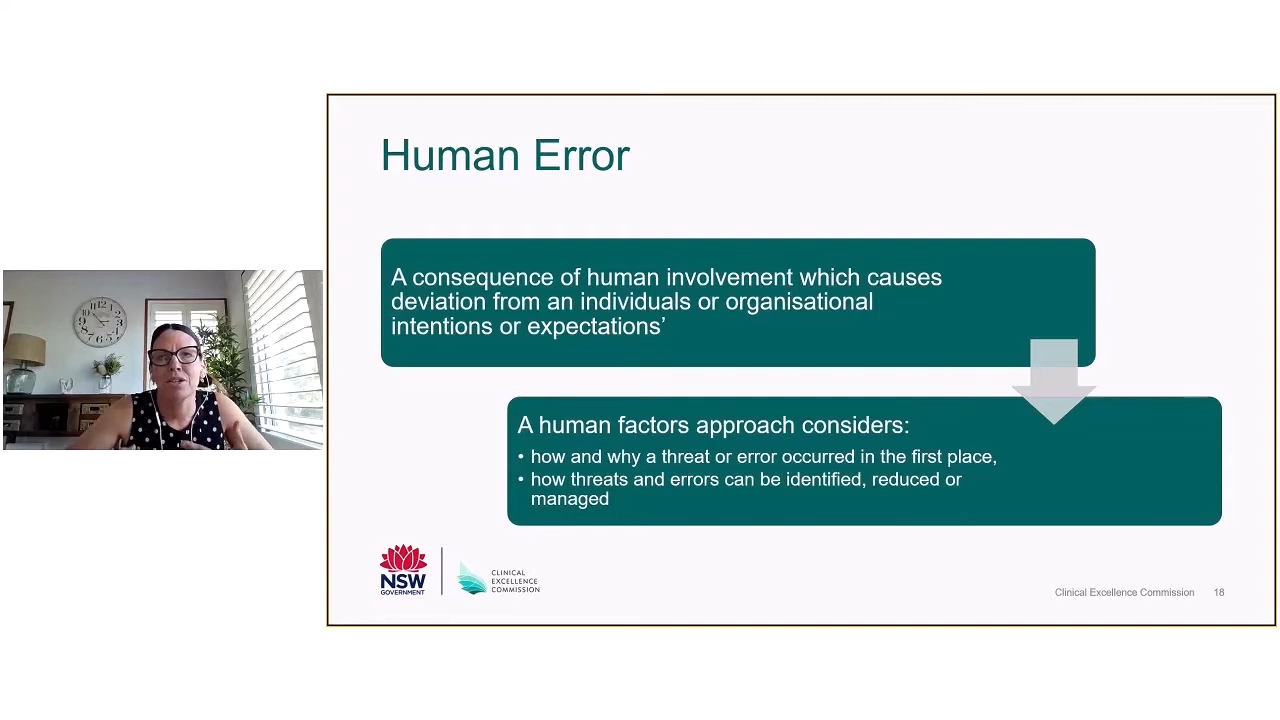 Human Error
A consequence of human involvement which causes
deviation from an individuals or organisational
intentions or expectations’
A human factors approach considers:
• how and why a threat or error occurred in the first place,
• how threats and errors can be identified, reduced or
managed
NSW
GOVERNMENT
CLINICAL
EXCELLENCE
COMMISSION
Clinical Excellence Commission 18